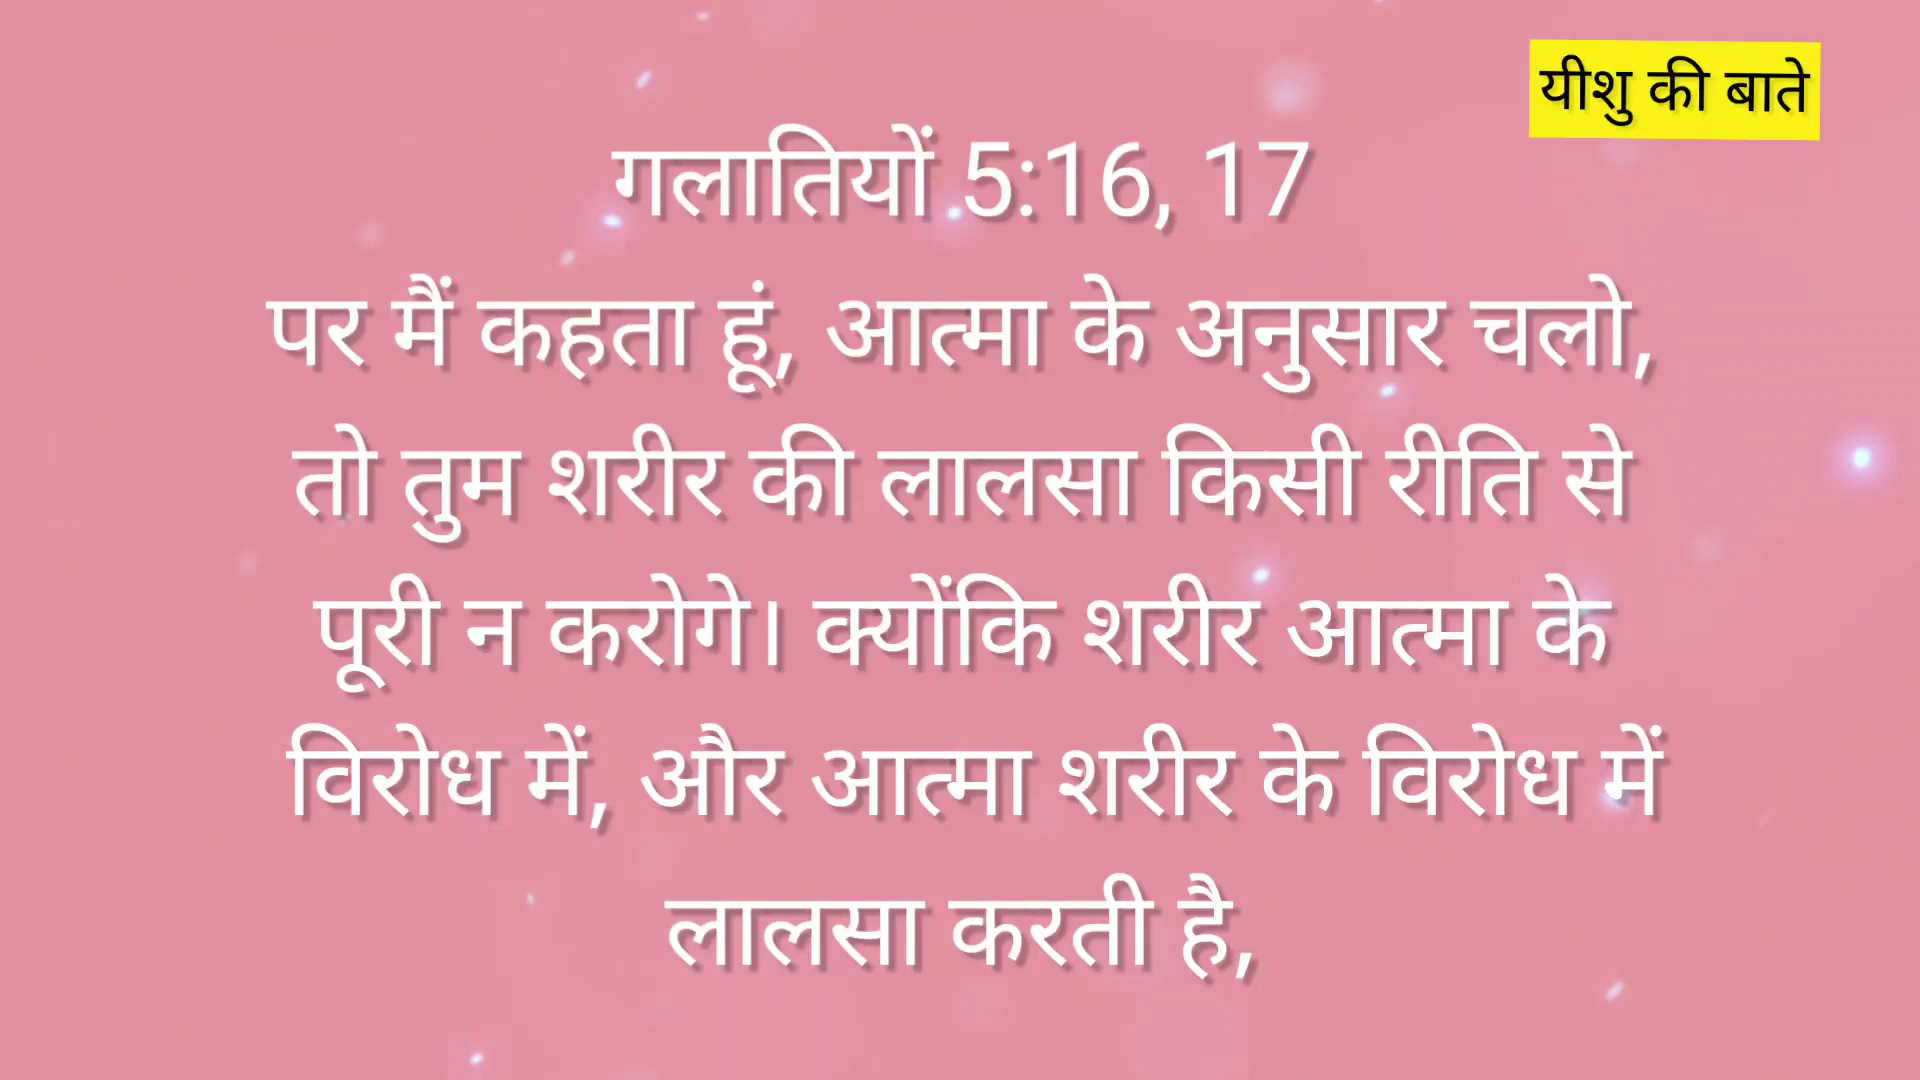 यीशु की बाते
गलातियों 5:16, 17
पर मैं कहता हूं, आत्मा के अनुसार चलो,
तो तुम शरीर की लालसा किसी रीति से
पूरी न करोगे। क्योंकि शरीर आत्मा के
विरोध में, और आत्मा शरीर के विरोध में
लालसा करती है,